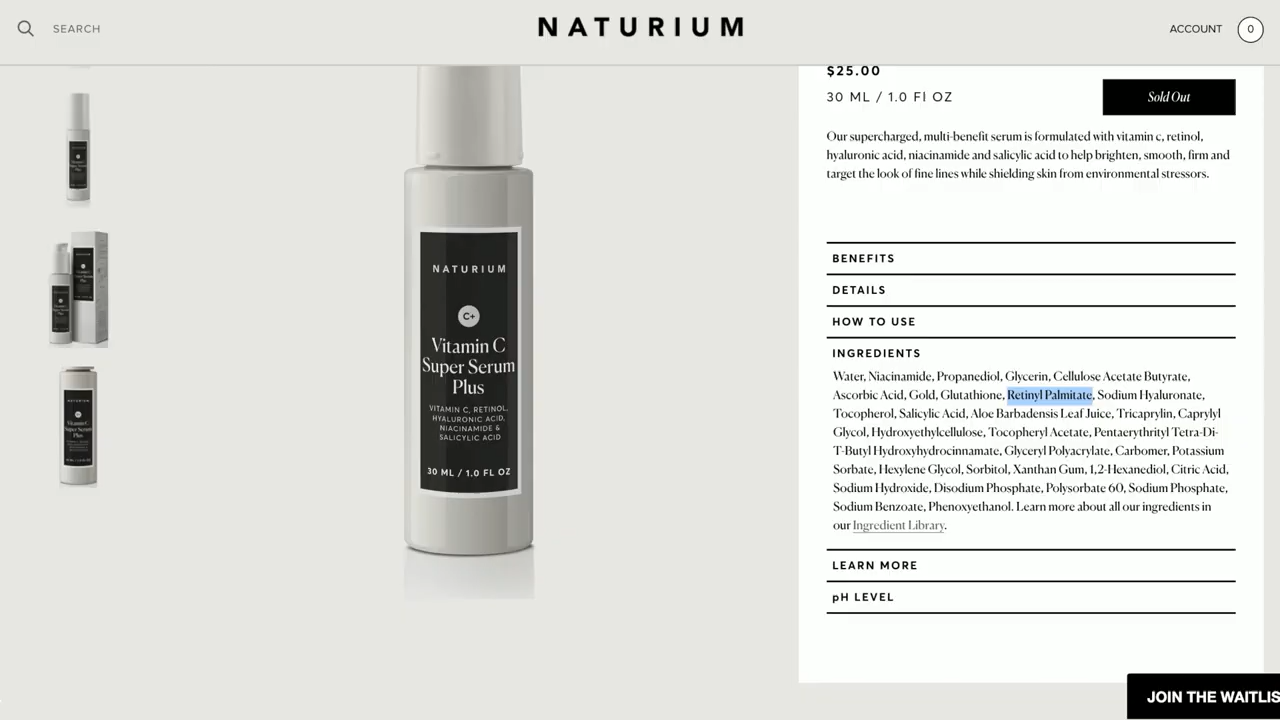 SEARCH
NATURIUM
ACCOUNT
0
$25.00
30 ML / 1.0 Fl OZ
Sold Out
Our supercharged, multi-benefit serum is formulated with vitamin c, retinol,
hyaluronic acid, niacinamide and salicylic acid to help brighten, smooth, firm and
target the look of fine lines while shielding skin from environmental stressors.
NATURIUM
C+
Vitamin C
Super Serum
Plus
VITAMIN C, RETINOL,
HYALURONIC ACID,
NIACINAMIDE &
SALICYLIC ACID
30 ML / 1.0 FL OZ
BENEFITS
DETAILS
HOW TO USE
INGREDIENTS
Water, Niacinamide, Propanediol, Glycerin, Cellulose Acetate Butyrate,
Ascorbic Acid, Gold, Glutathione, Retinyl Palmitate, Sodium Hyaluronate,
Tocopherol, Salicylic Acid, Aloe Barbadensis Leaf Juice, Tricaprylin, Caprylyl
Glycol, Hydroxyethylcellulose, Tocopheryl Acetate, Pentaerythrityl Tetra-Di-
T-Butyl Hydroxyhydrocinnamate, Glyceryl Polyacrylate, Carbomer, Potassium
Sorbate, Hexylene Glycol, Sorbitol, Xanthan Gum, 1,2-Hexanediol, Citric Acid,
Sodium Hydroxide, Disodium Phosphate, Polysorbate 60, Sodium Phosphate,
Sodium Benzoate, Phenoxyethanol. Learn more about all our ingredients in
our Ingredient Library.
LEARN MORE
pH LEVEL
JOIN THE WAITLIS